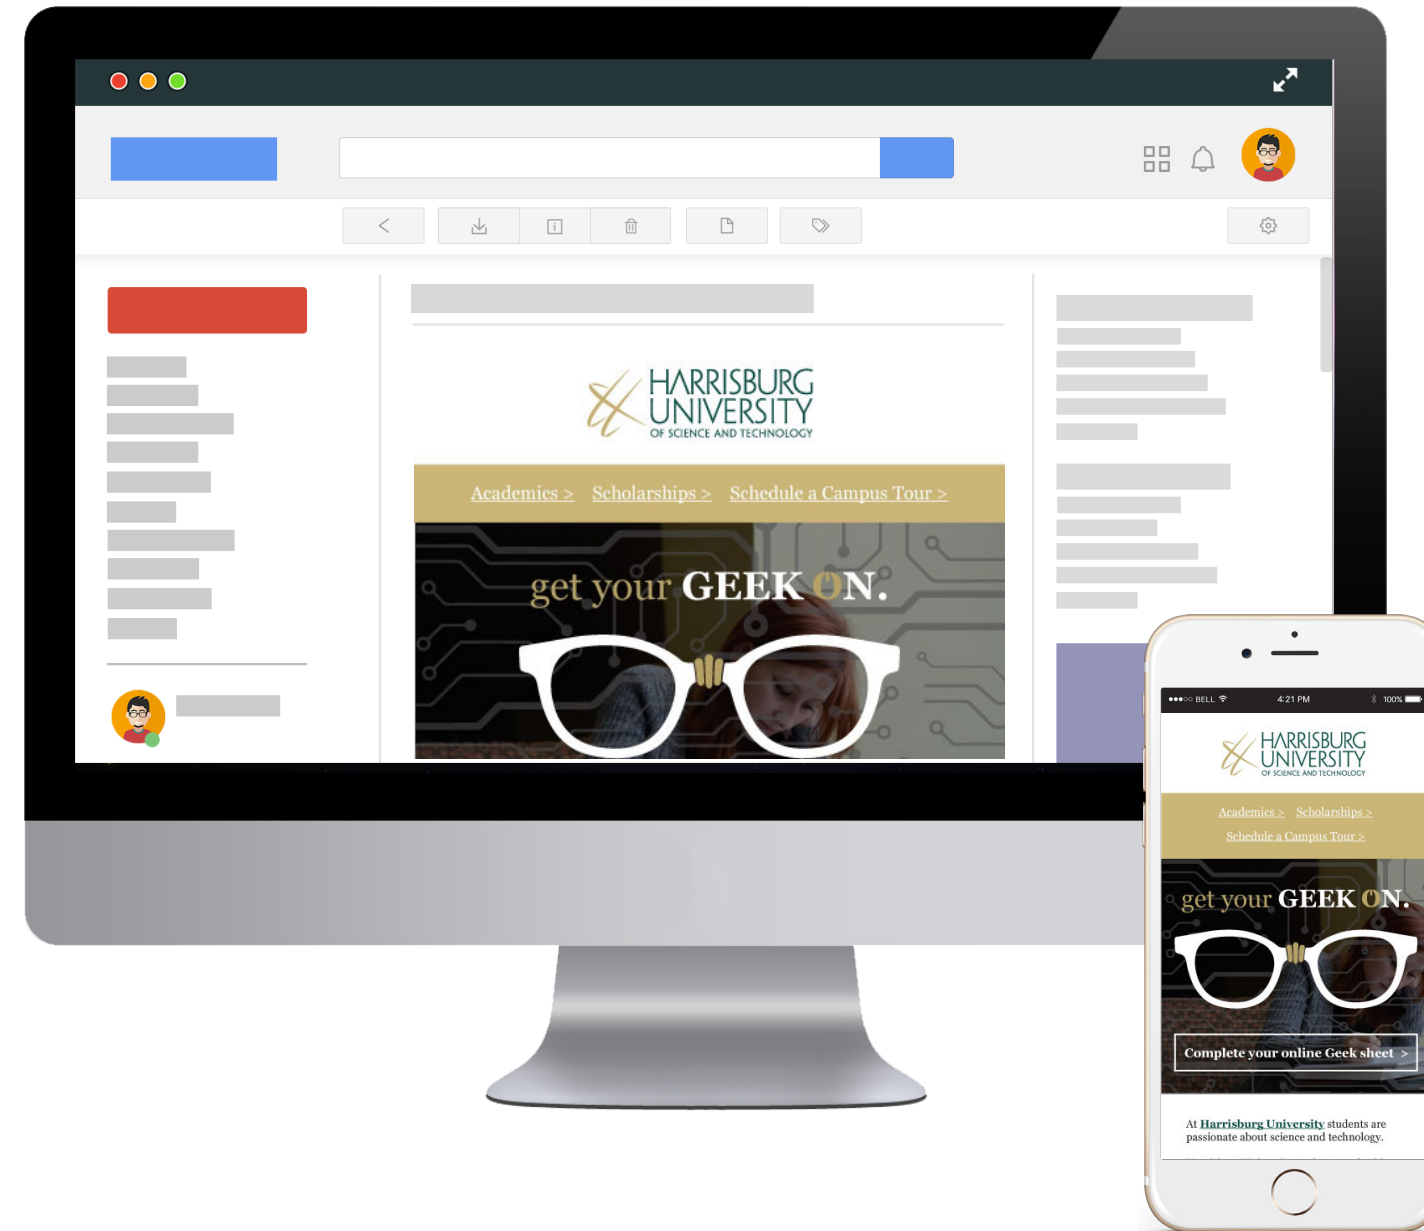 HARRISBURG
UNIVERSITY
OF SCIENCE AND TECHNOLOGY
Academics > Scholarships > Schedule a Campus Tour >
get your GEEK ON.
BELL 4:21 PM 100%
HARRISBURG
UNIVERSITY
OF SCIENCE AND TECHNOLOGY
Academics > Scholarships >
Schedule a Campus Tour >
get your GEEK ON.
Complete your online Geek sheet >
At Harrisburg University students are
passionate about science and technology.